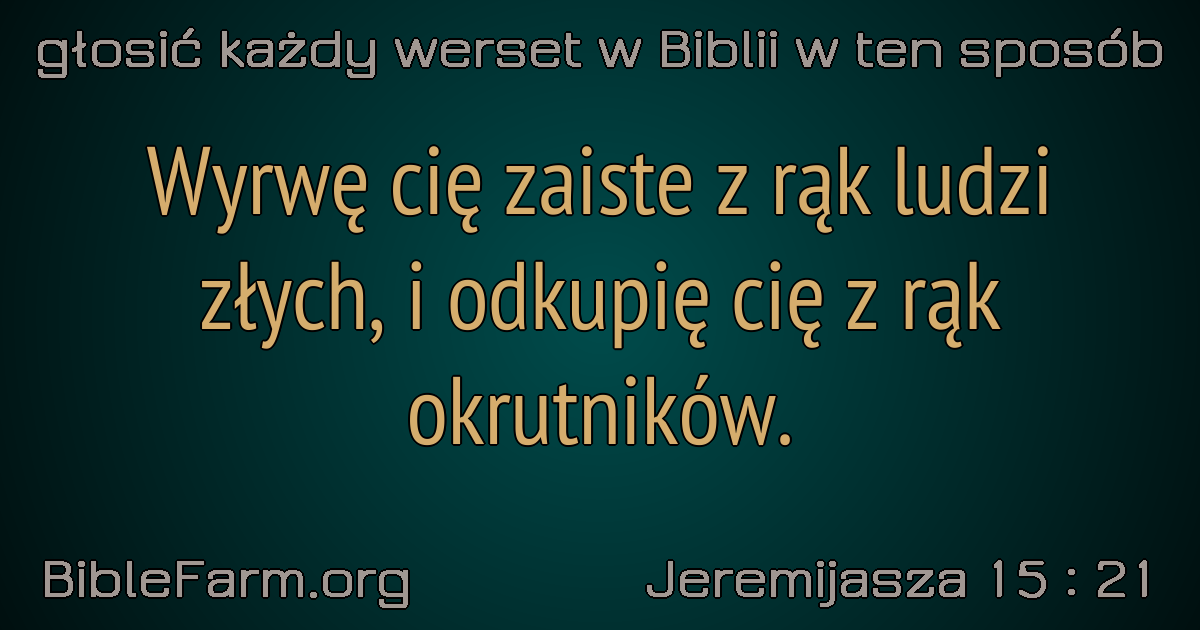 głosić każdy werset w Biblii w ten sposób
Wyrwę cię zaiste z rąk ludzi
złych, i odkupię cię z rąk
okrutników.
BibleFarm.org
Jeremijasza 15 : 21